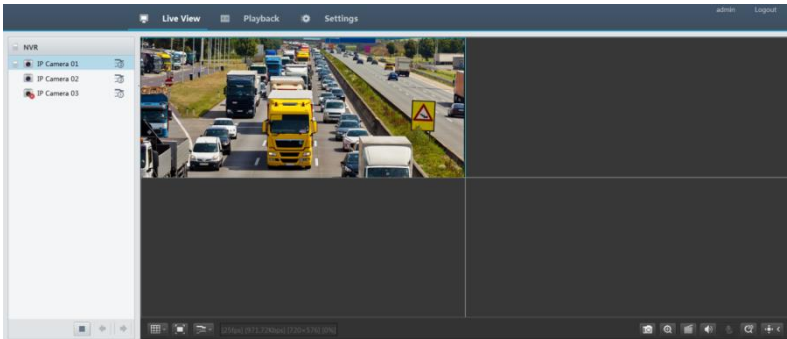 Live View Playback Settings admin Logout
NVR
IP Camera 01
IP Camera 02
IP Camera 03